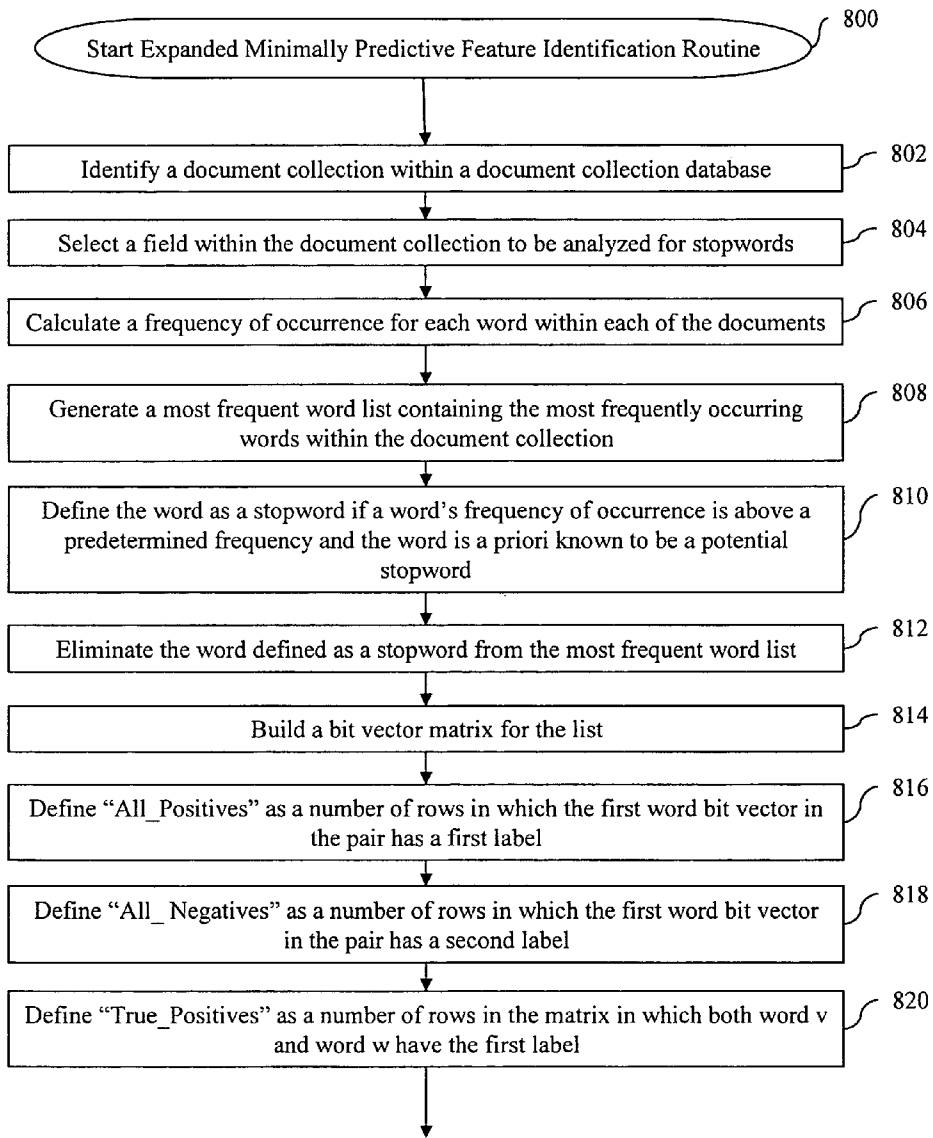 800
Start Expanded Minimally Predictive Feature Identification Routine
802
Identify a document collection within a document collection database
804
Select a field within the document collection to be analyzed for stopwords
806
Calculate a frequency of occurrence for each word within each of the documents
808
Generate a most frequent word list containing the most frequently occurring
words within the document collection
810
Define the word as a stopword if a word's frequency of occurrence is above a
predetermined frequency and the word is a priori known to be a potential
stopword
812
Eliminate the word defined as a stopword from the most frequent word list
814
Build a bit vector matrix for the list
816
Define “All_Positives” as a number of rows in which the first word bit vector in
the pair has a first label
818
Define “All_ Negatives” as a number of rows in which the first word bit vector
in the pair has a second label
820
Define “True_Positives” as a number of rows in the matrix in which both word v
and word w have the first label